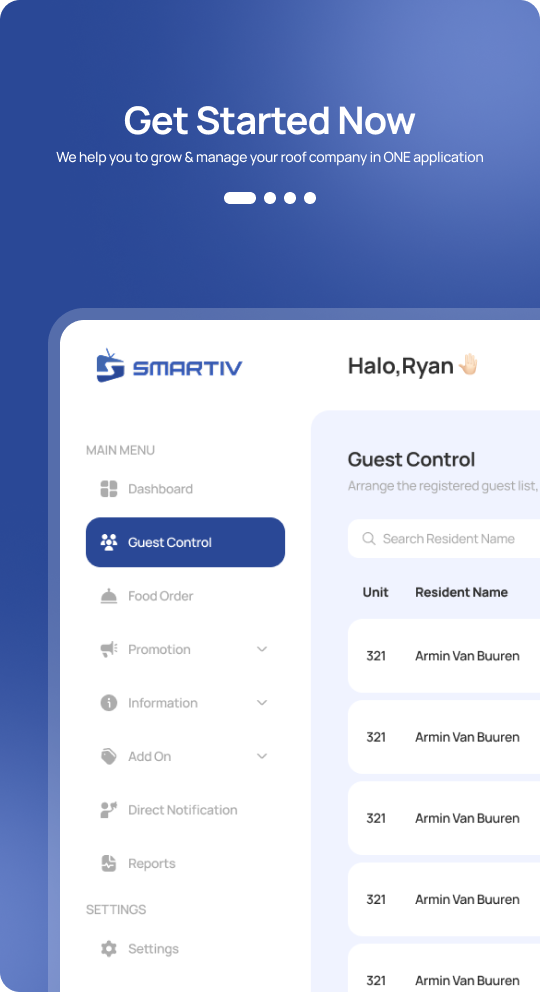 Get Started Now
We help you to grow & manage your roof company in ONE application
SMARTIV
Halo,Ryan👋🏻
MAIN MENU
Dashboard
Guest Control
Food Order
Promotion
Information
Add On
Direct Notification
Reports
SETTINGS
Settings
Guest Control
Arrange the registered guest list,
Search Resident Name
Unit Resident Name
321 Armin Van Buuren
321 Armin Van Buuren
321 Armin Van Buuren
321 Armin Van Buuren
321 Armin Van Buuren